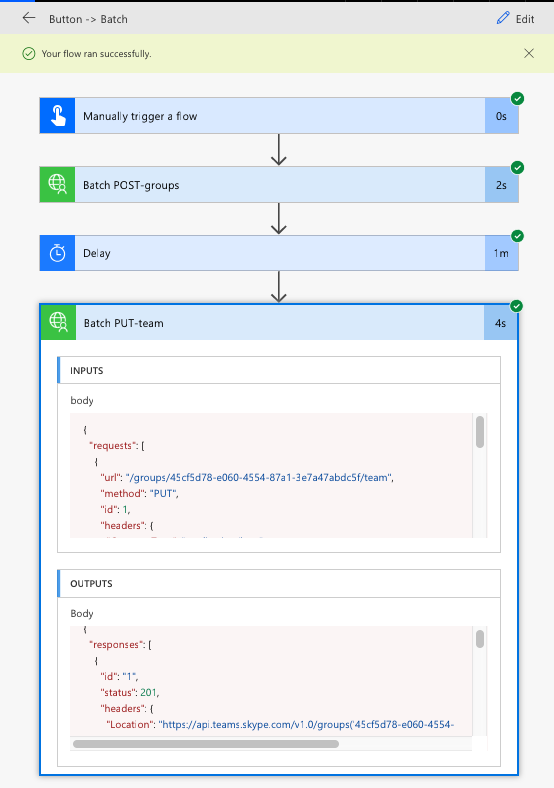 Button -> Batch
Edit
Your flow ran successfully.
Manually trigger a flow
0s
Batch POST-groups
2s
Delay
1m
Batch PUT-team
4s
INPUTS
body
{
"requests": [
{
"url": "/groups/45cf5d78-e060-4554-87a1-3e7a47abdc5f/team",
"method": "PUT",
"id": 1,
"headers": {
OUTPUTS
Body
{
"responses": [
{
"id": "1",
"status": 201,
"headers": {
"Location": "https://api.teams.skype.com/v1.0/groups('45cf5d78-e060-4554-